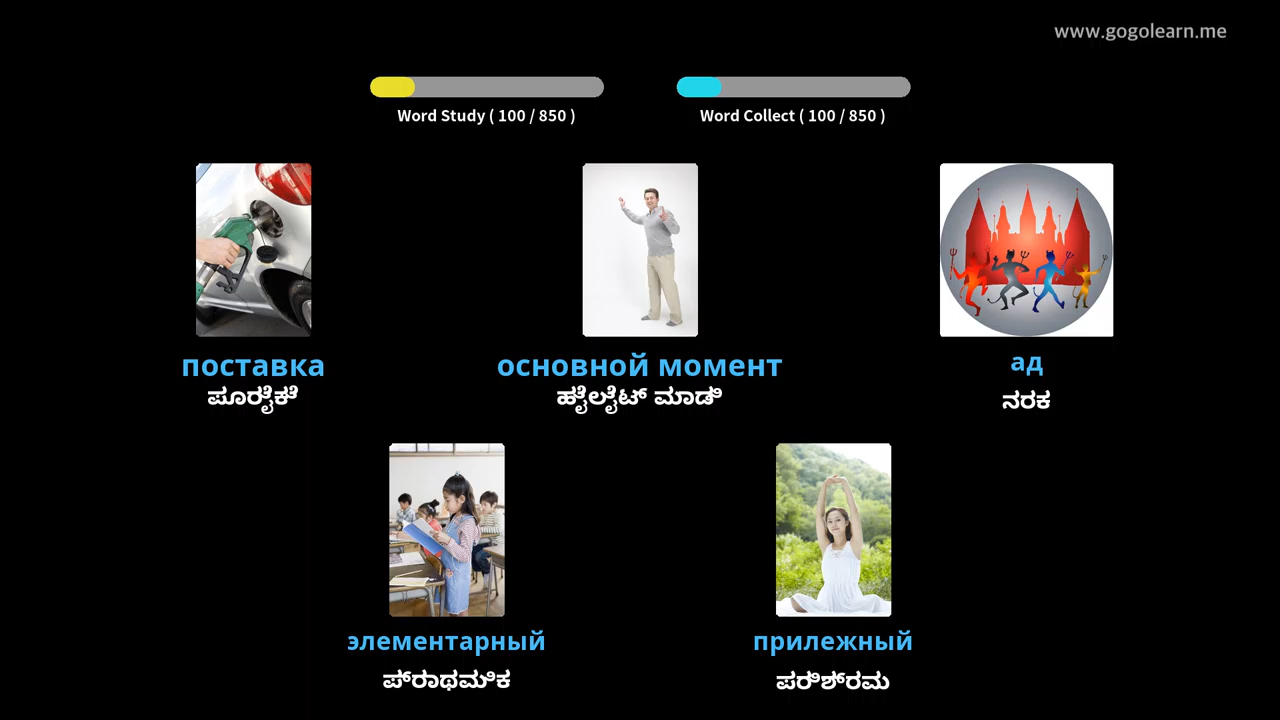 www.gogolearn.me
Word Study ( 100 / 850 )
Word Collect ( 100 / 850 )
поставка
ಪೂರೈಕೆ
основной момент
ಹೈಲೈಟ್ ಮಾಡಿ
ад
ನರಕ
элементарный
ಪ್ರಾಥಮಿಕ
прилежный
ಪರಿಶ್ರಮ